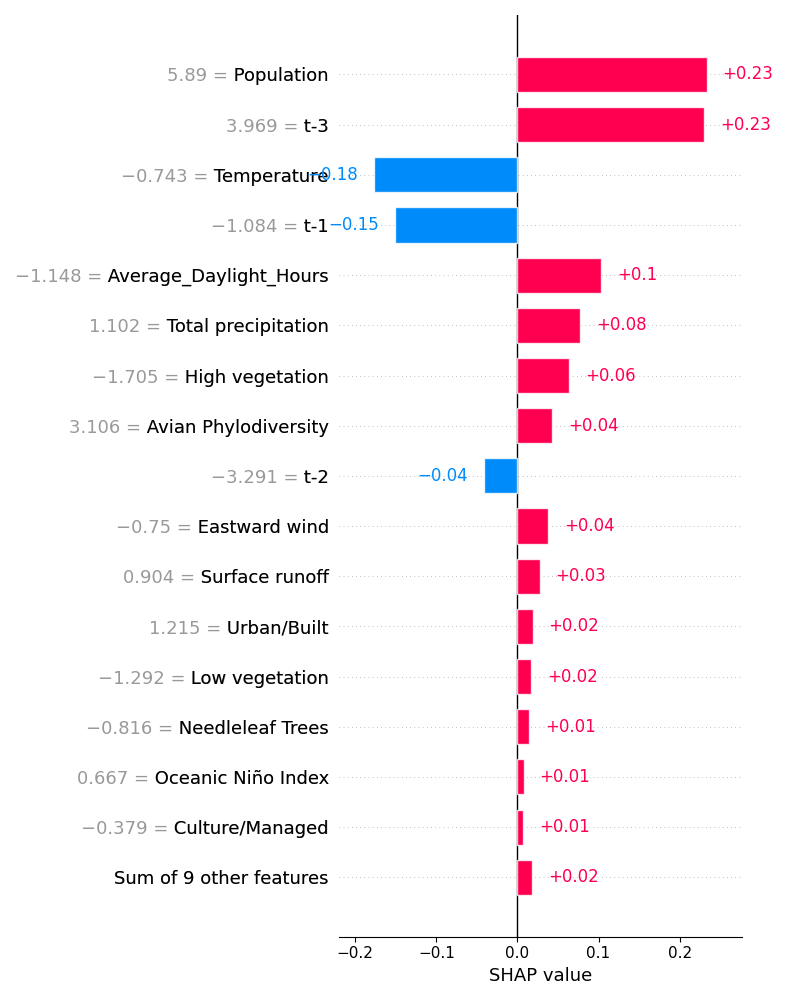 5.89 = Population +0.23
3.969 = t-3 +0.23
−0.743 = Temperature −0.18
−1.084 = t-1 −0.15
−1.148 = Average_Daylight_Hours +0.1
1.102 = Total precipitation +0.08
−1.705 = High vegetation +0.06
3.106 = Avian Phylodiversity +0.04
−3.291 = t-2 −0.04
−0.75 = Eastward wind +0.04
0.904 = Surface runoff +0.03
1.215 = Urban/Built +0.02
−1.292 = Low vegetation +0.02
−0.816 = Needleleaf Trees +0.01
0.667 = Oceanic Niño Index +0.01
−0.379 = Culture/Managed +0.01
Sum of 9 other features +0.02
−0.2 −0.1 0.0 0.1 0.2
SHAP value